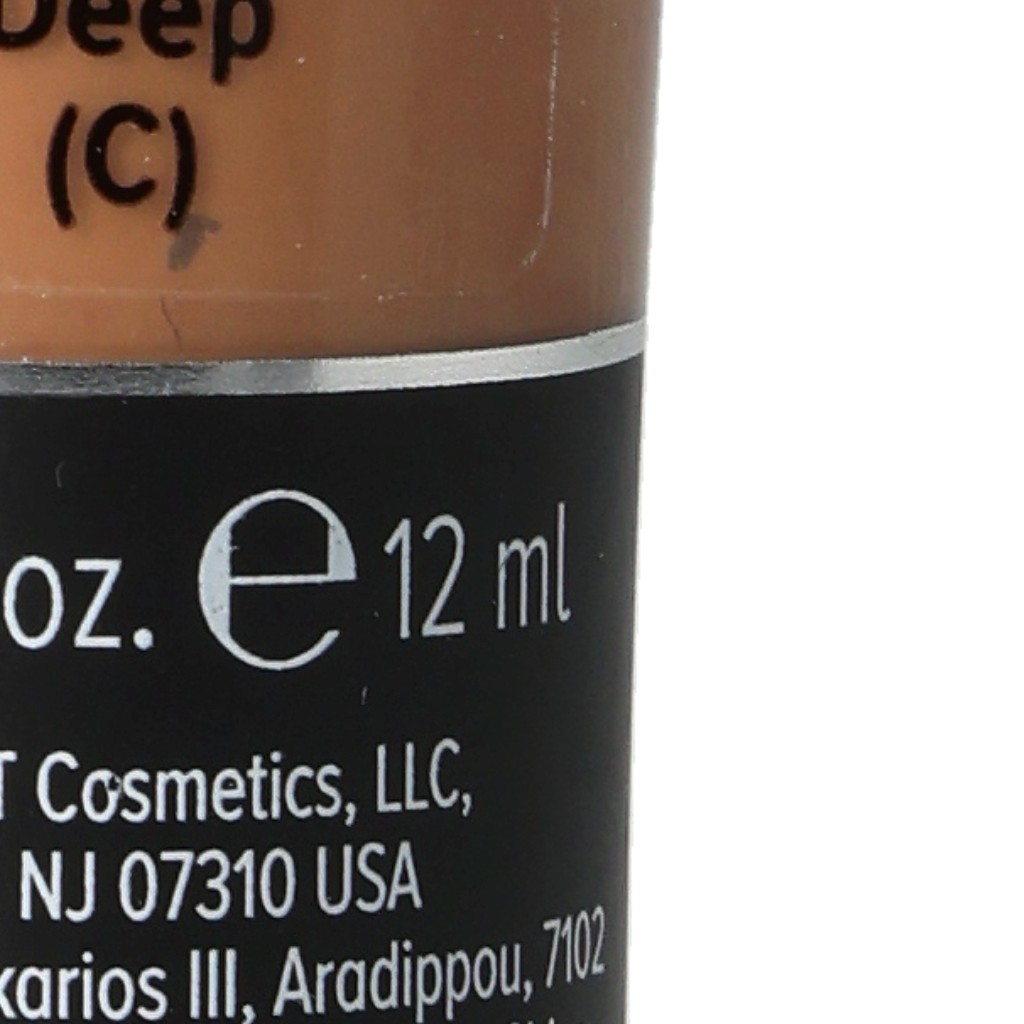 Deep
(C)
oz. ℮ 12 ml
T Cosmetics, LLC,
NJ 07310 USA
karios III, Aradippou, 7102